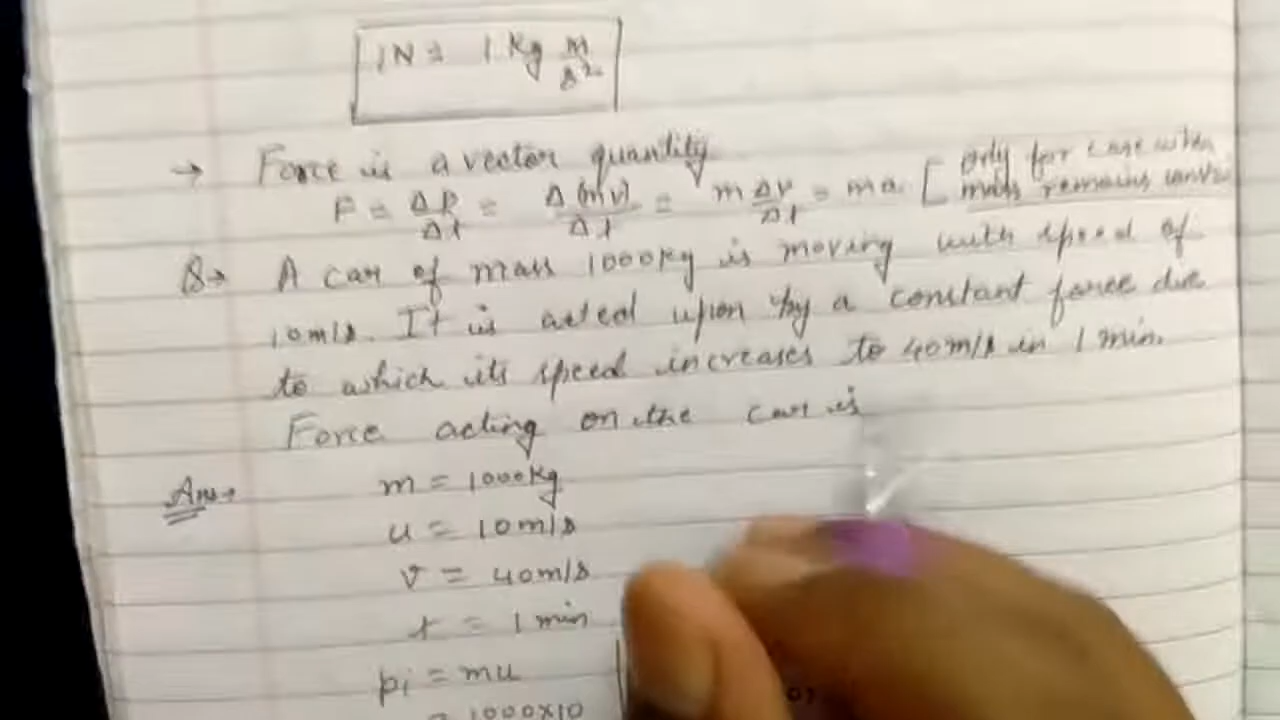 1N = 1 Kg m/s²
→ Force is a vector quantity
F = Δp/Δt = Δ(mv)/Δt = m Δv/Δt = ma. [only for case when
mass remains
Q→ A car of mass 1000kg is moving with speed of
10m/s. It is acted upon by a constant force due
to which its speed increases to 40m/s in 1 min.
Force acting on the car is
Ans→ m = 1000kg
u = 10m/s
v = 40m/s
t = 1 min
pi = mu
= 1000x10